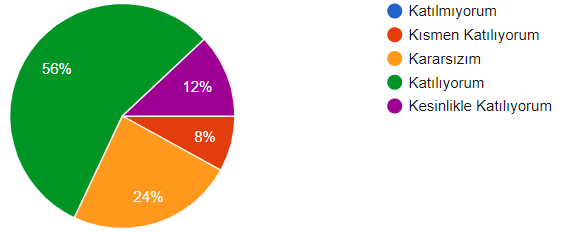 Katılmıyorum
Kısmen Katılıyorum
Kararsızım
Katılıyorum
Kesinlikle Katılıyorum
56%
12%
8%
24%